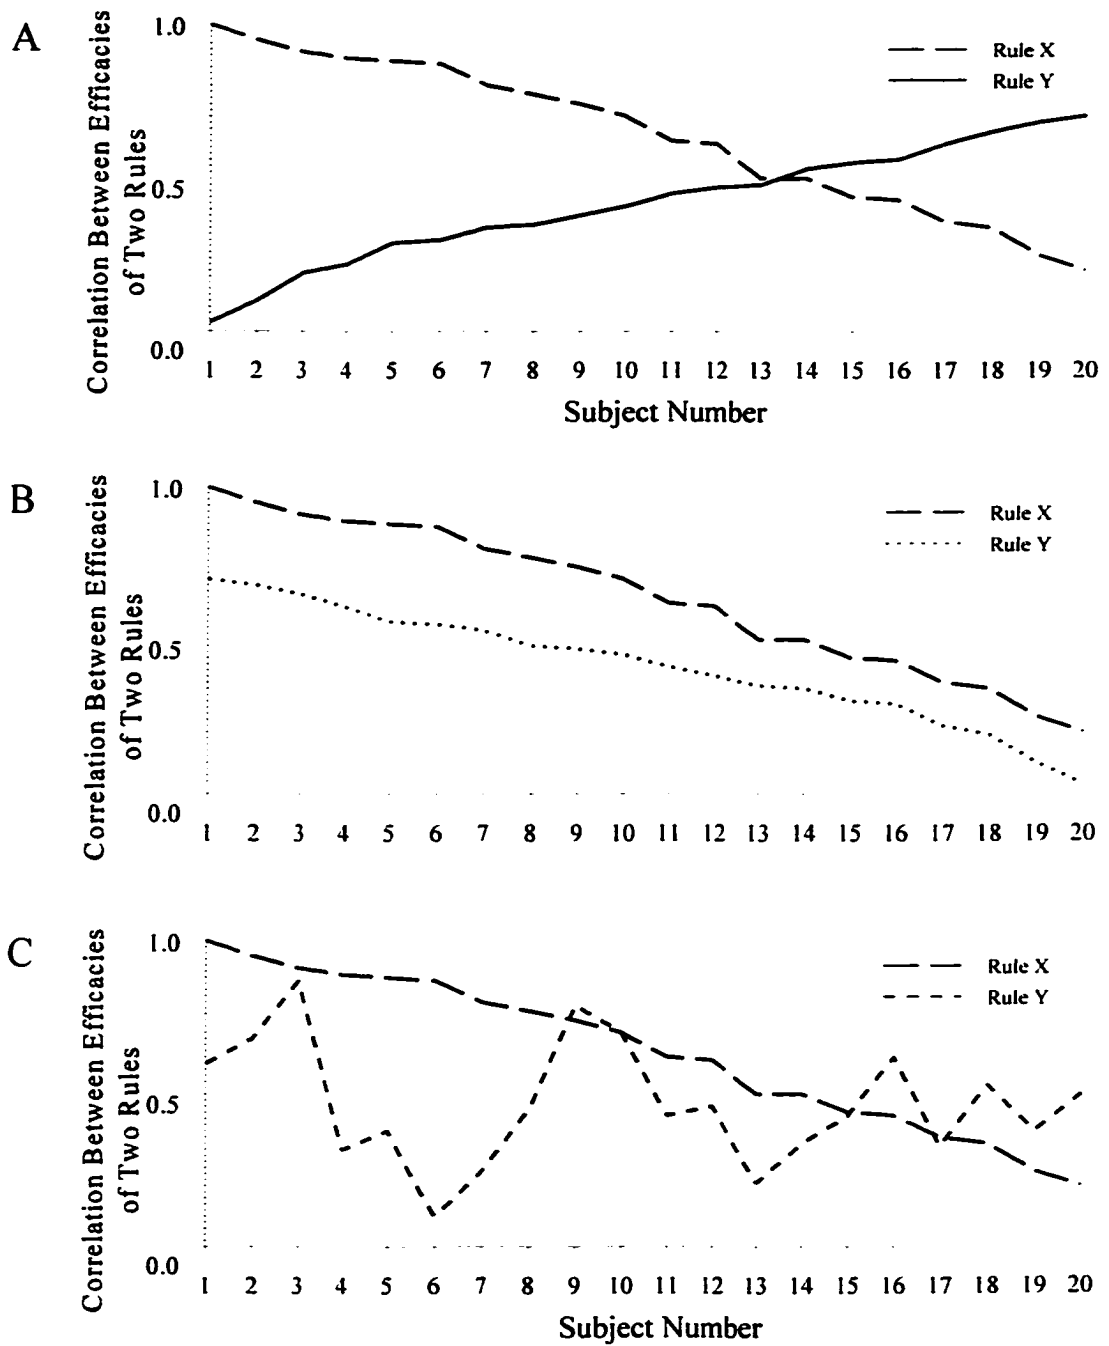 A
Correlation Between Efficacies
of Two Rules
1.0
0.5
0.0
Rule X
Rule Y
1 2 3 4 5 6 7 8 9 10 11 12 13 14 15 16 17 18 19 20
Subject Number
B
Correlation Between Efficacies
of Two Rules
1.0
0.5
0.0
Rule X
Rule Y
1 2 3 4 5 6 7 8 9 10 11 12 13 14 15 16 17 18 19 20
C
Correlation Between Efficacies
of Two Rules
1.0
0.5
0.0
Rule X
Rule Y
1 2 3 4 5 6 7 8 9 10 11 12 13 14 15 16 17 18 19 20
Subject Number